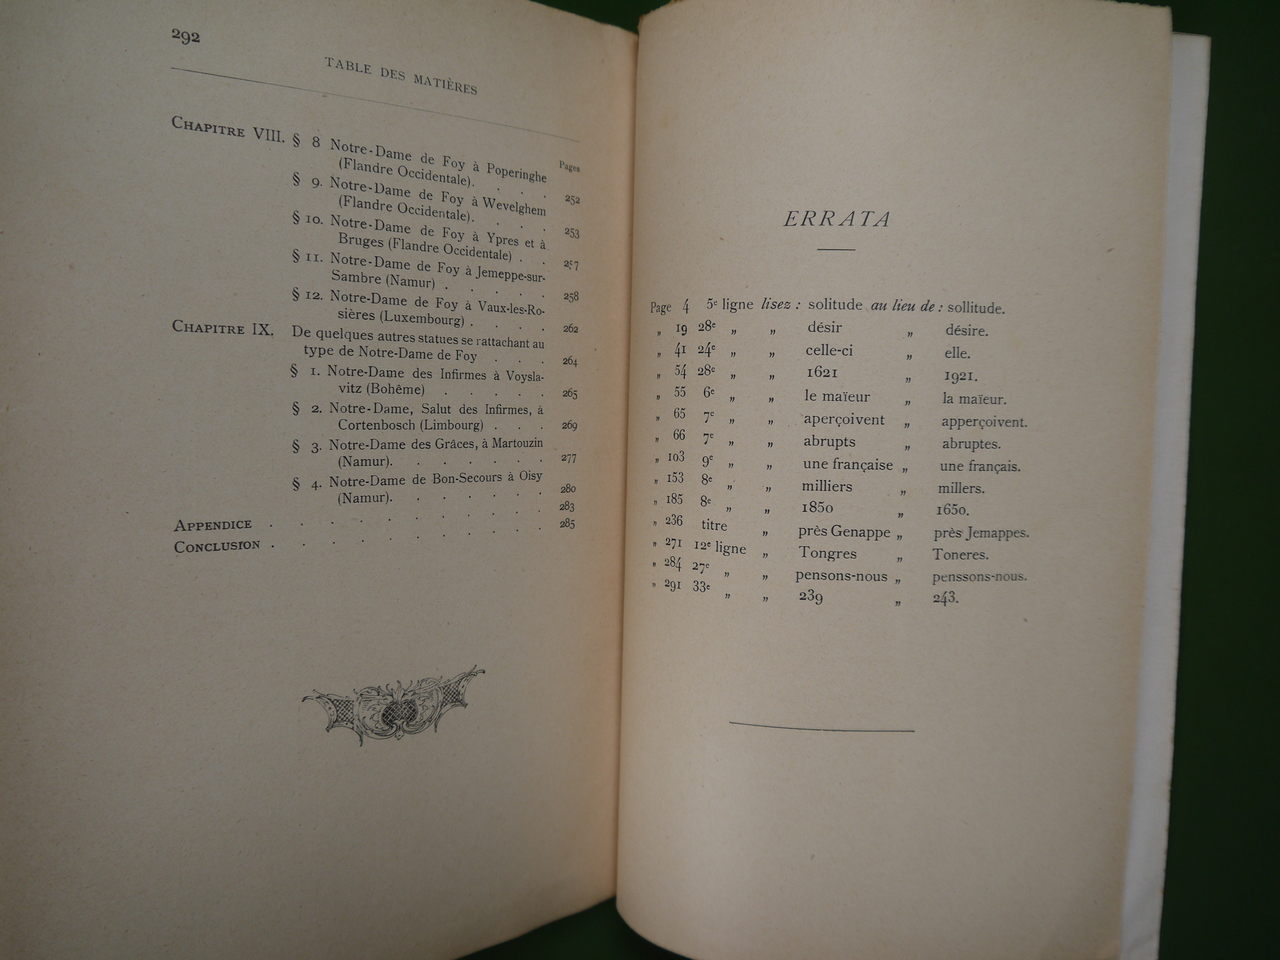 292
TABLE DES MATIÈRES
Pages
CHAPITRE VIII. § 8 Notre-Dame de Foy à Poperinghe
(Flandre Occidentale). . . . 252
§ 9. Notre-Dame de Foy à Wevelghem
(Flandre Occidentale). . . . 253
§ 10. Notre-Dame de Foy à Ypres et à
Bruges (Flandre Occidentale) . . 257
§ 11. Notre-Dame de Foy à Jemeppe-sur-
Sambre (Namur) . . . . . 258
§ 12. Notre-Dame de Foy à Vaux-les-Ro-
sières (Luxembourg) . . . . 262
CHAPITRE IX. De quelques autres statues se rattachant au
type de Notre-Dame de Foy . . . 264
§ 1. Notre-Dame des Infirmes à Voysla-
vitz (Bohême) . . . . . 265
§ 2. Notre-Dame, Salut des Infirmes, à
Cortenbosch (Limbourg) . . . 269
§ 3. Notre-Dame des Grâces, à Martouzin
(Namur). . . . . . . 277
§ 4. Notre-Dame de Bon-Secours à Oisy
(Namur). . . . . . . 280
APPENDICE . . . . . . . . . 283
CONCLUSION . . . . . . . . . 285
ERRATA
Page 4 5e ligne lisez : solitude au lieu de : sollitude.
„ 19 28e „ „ désir „ désire.
„ 41 24e „ „ celle-ci „ elle.
„ 54 28e „ „ 1621 „ 1921.
„ 55 6e „ „ le maïeur „ la maïeur.
„ 65 7e „ „ aperçoivent „ apperçoivent.
„ 66 7e „ „ abrupts „ abruptes.
„ 103 9e „ „ une française „ une français.
„ 153 8e „ „ milliers „ millers.
„ 185 8e „ „ 1850 „ 1650.
„ 236 titre „ près Genappe „ près Jemappes.
„ 271 12e ligne „ Tongres „ Toneres.
„ 284 27e „ „ pensons-nous „ penssons-nous.
„ 291 33e „ „ 239 „ 243.